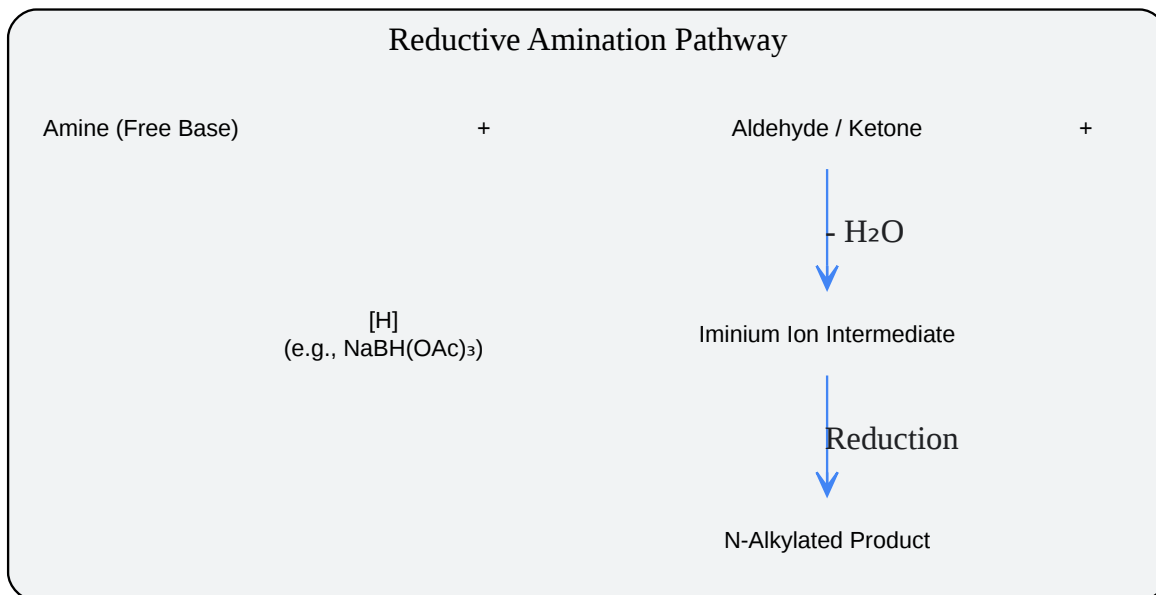 Reductive Amination Pathway
Amine (Free Base) + Aldehyde / Ketone +
- H₂O
[H]
(e.g., NaBH(OAc)₃)
Iminium Ion Intermediate
Reduction
N-Alkylated Product